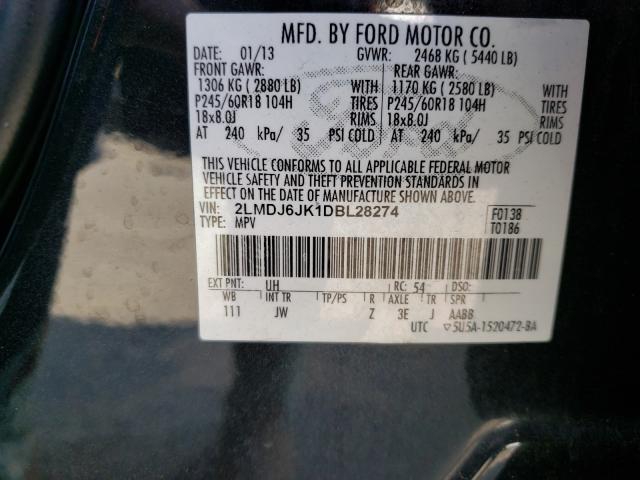 MFD. BY FORD MOTOR CO.
DATE: 01/13 GVWR: 2468 KG ( 5440 LB)
FRONT GAWR: REAR GAWR:
1306 KG ( 2880 LB) WITH 1170 KG ( 2580 LB) WITH
P245/60R18 104H TIRES P245/60R18 104H TIRES
18x8.0J RIMS 18x8.0J RIMS
AT 240 kPa/ 35 PSI COLD AT 240 kPa/ 35 PSI COLD
THIS VEHICLE CONFORMS TO ALL APPLICABLE FEDERAL MOTOR
VEHICLE SAFETY AND THEFT PREVENTION STANDARDS IN
EFFECT ON THE DATE OF MANUFACTURE SHOWN ABOVE.
VIN: 2LMDJ6JK1DBL28274 F0138
TYPE: MPV T0186
EXT PNT: UH RC: 54 DSO:
WB INT TR TP/PS R AXLE TR SPR
111 JW Z 3E J AABB
UTC ▽5U5A-1520472-BA
Ford